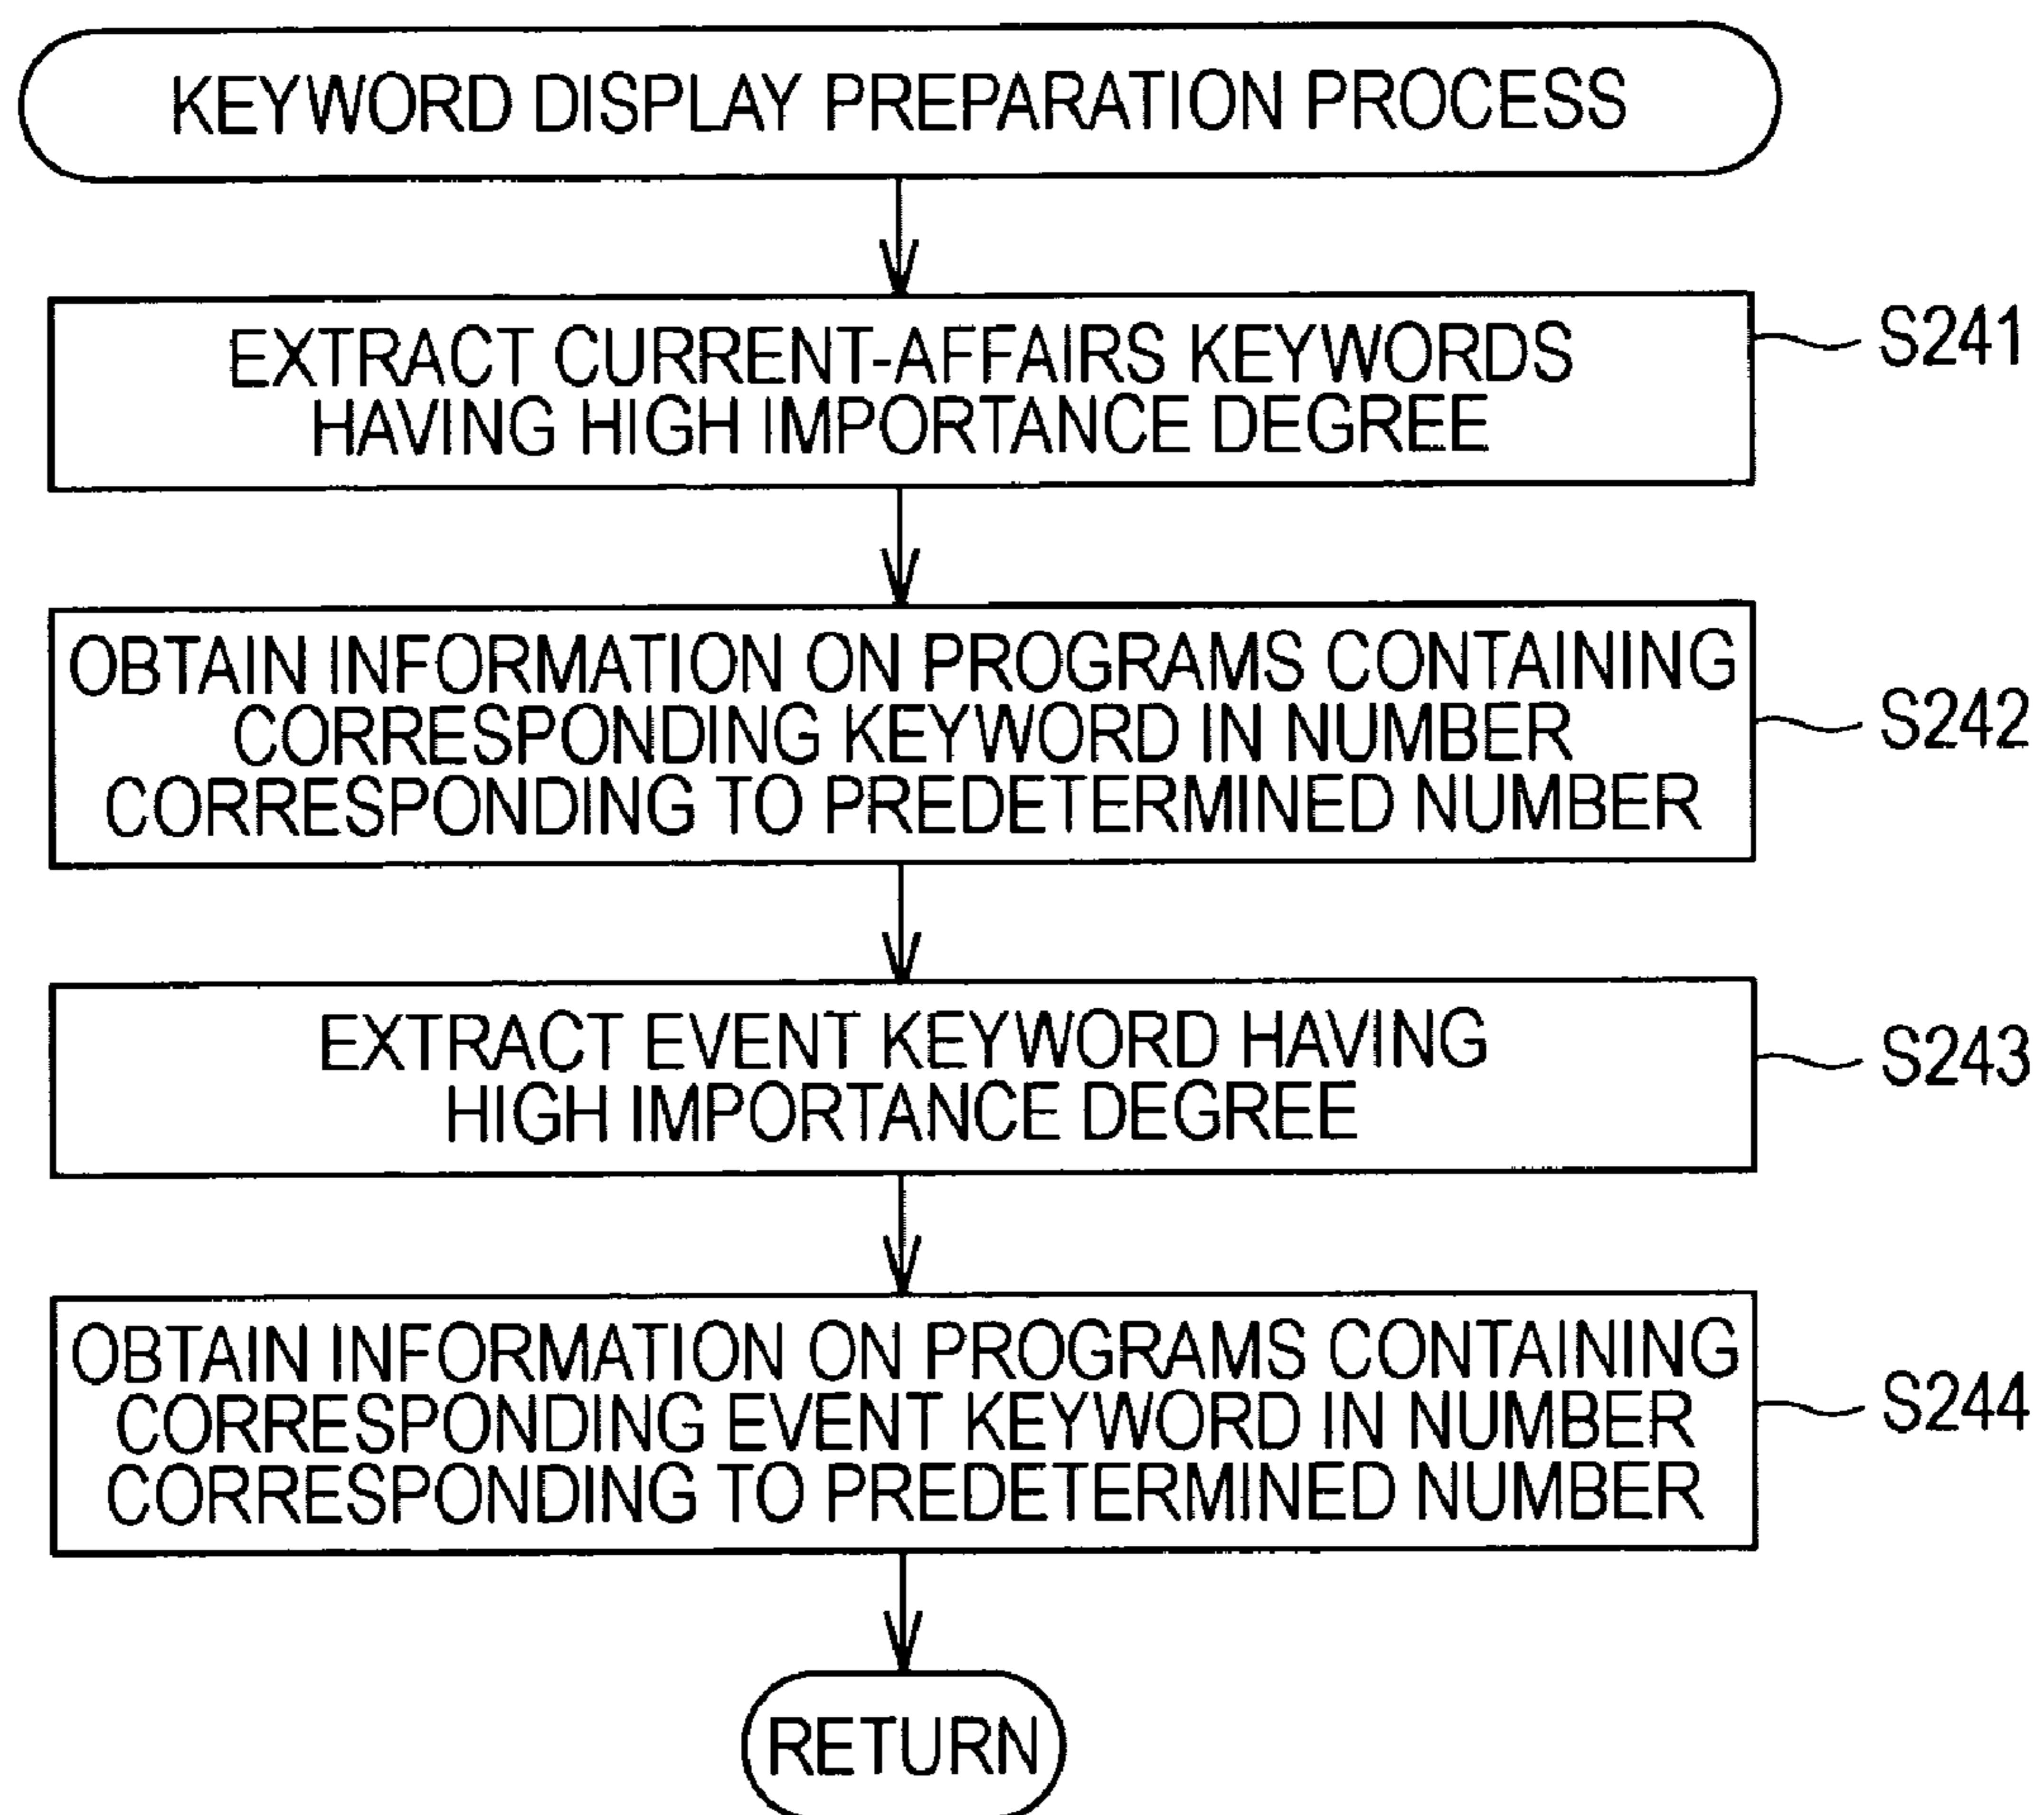 KEYWORD DISPLAY PREPARATION PROCESS
EXTRACT CURRENT-AFFAIRS KEYWORDS
HAVING HIGH IMPORTANCE DEGREE
S241
OBTAIN INFORMATION ON PROGRAMS CONTAINING
CORRESPONDING KEYWORD IN NUMBER
CORRESPONDING TO PREDETERMINED NUMBER
S242
EXTRACT EVENT KEYWORD HAVING
HIGH IMPORTANCE DEGREE
S243
OBTAIN INFORMATION ON PROGRAMS CONTAINING
CORRESPONDING EVENT KEYWORD IN NUMBER
CORRESPONDING TO PREDETERMINED NUMBER
S244
RETURN